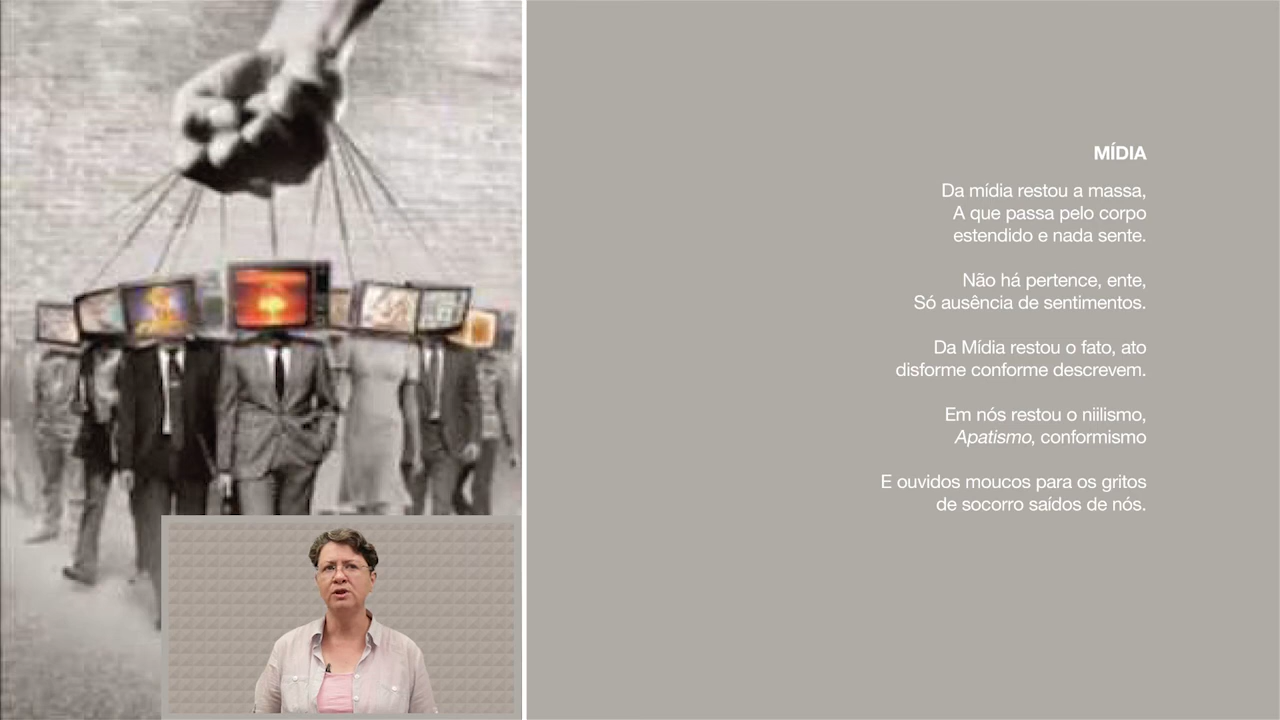 MÍDIA
Da mídia restou a massa,
A que passa pelo corpo
estendido e nada sente.
Não há pertence, ente,
Só ausência de sentimentos.
Da Mídia restou o fato, ato
disforme conforme descrevem.
Em nós restou o niilismo,
Apatismo, conformismo
E ouvidos moucos para os gritos
de socorro saídos de nós.